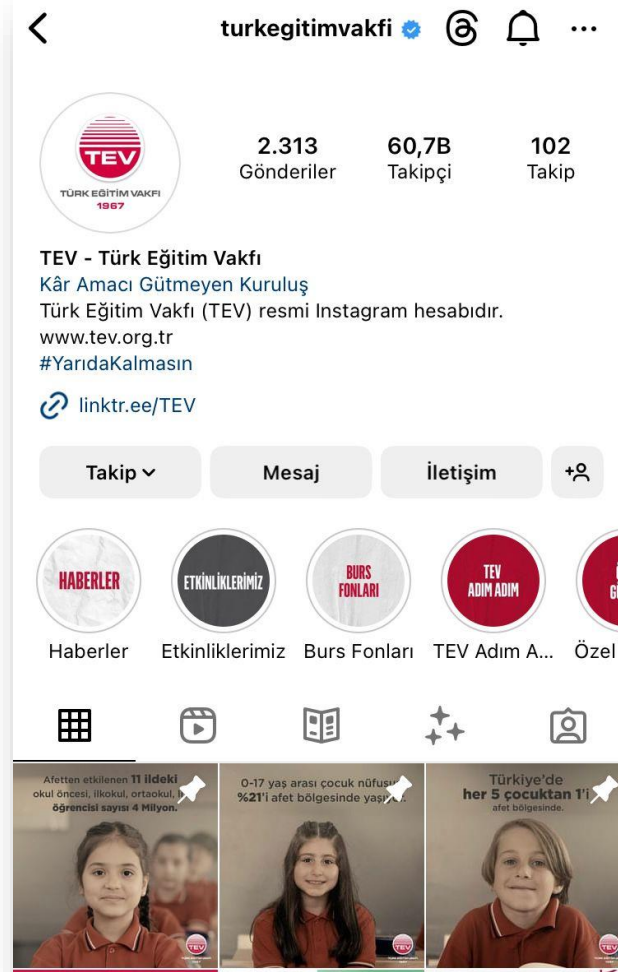 turkegitimvakfi
TEV
TÜRK EĞİTİM VAKFI
1967
2.313
Gönderiler
60,7B
Takipçi
102
Takip
TEV - Türk Eğitim Vakfı
Kâr Amacı Gütmeyen Kuruluş
Türk Eğitim Vakfı (TEV) resmi Instagram hesabıdır.
www.tev.org.tr
#YarıdaKalmasın
linktr.ee/TEV
Takip
Mesaj
İletişim
HABERLER
ETKİNLİKLERİMİZ
BURS
FONLARI
TEV
ADIM ADIM
Haberler
Etkinliklerimiz
Burs Fonları
TEV Adım A...
Özel
Afetten etkilenen 11 ildeki
okul öncesi, ilkokul, ortaokul,
öğrencisi sayısı 4 Milyon.
TEV
0-17 yaş arası çocuk nüfusu
%21'i afet bölgesinde
TEV
Türkiye'de
her 5 çocuktan 1'i
afet bölgesinde.
TEV